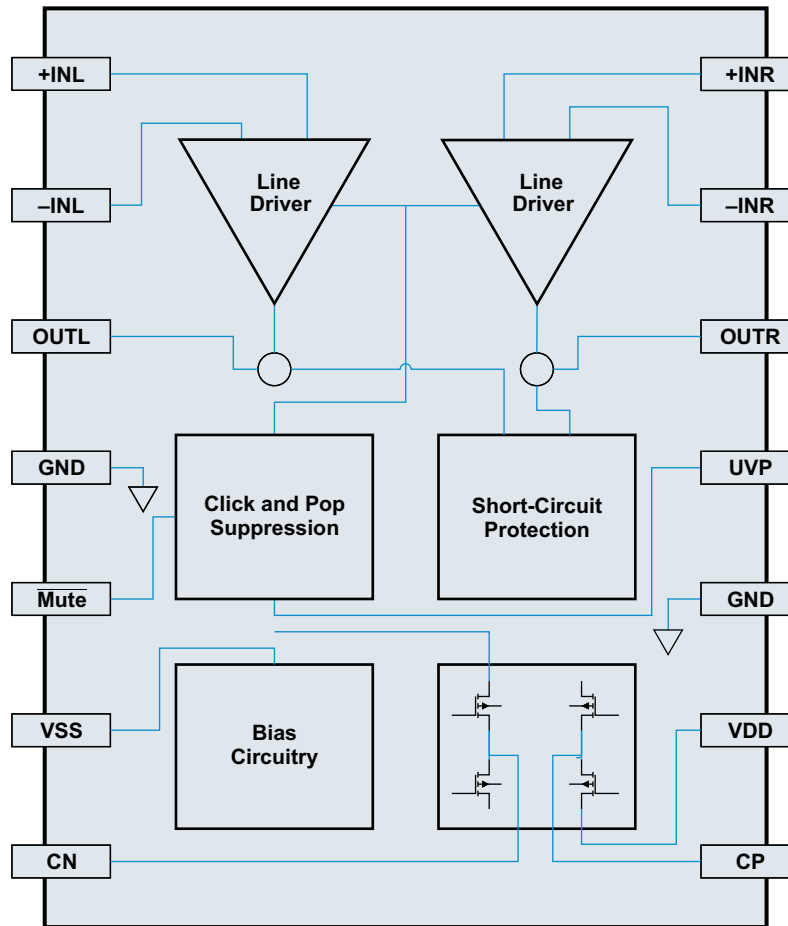 +INL
+INR
Line
Driver
Line
Driver
–INL
–INR
OUTL
OUTR
GND
Click and Pop
Suppression
Short-Circuit
Protection
UVP
Mute
GND
VSS
Bias
Circuitry
VDD
CN
CP